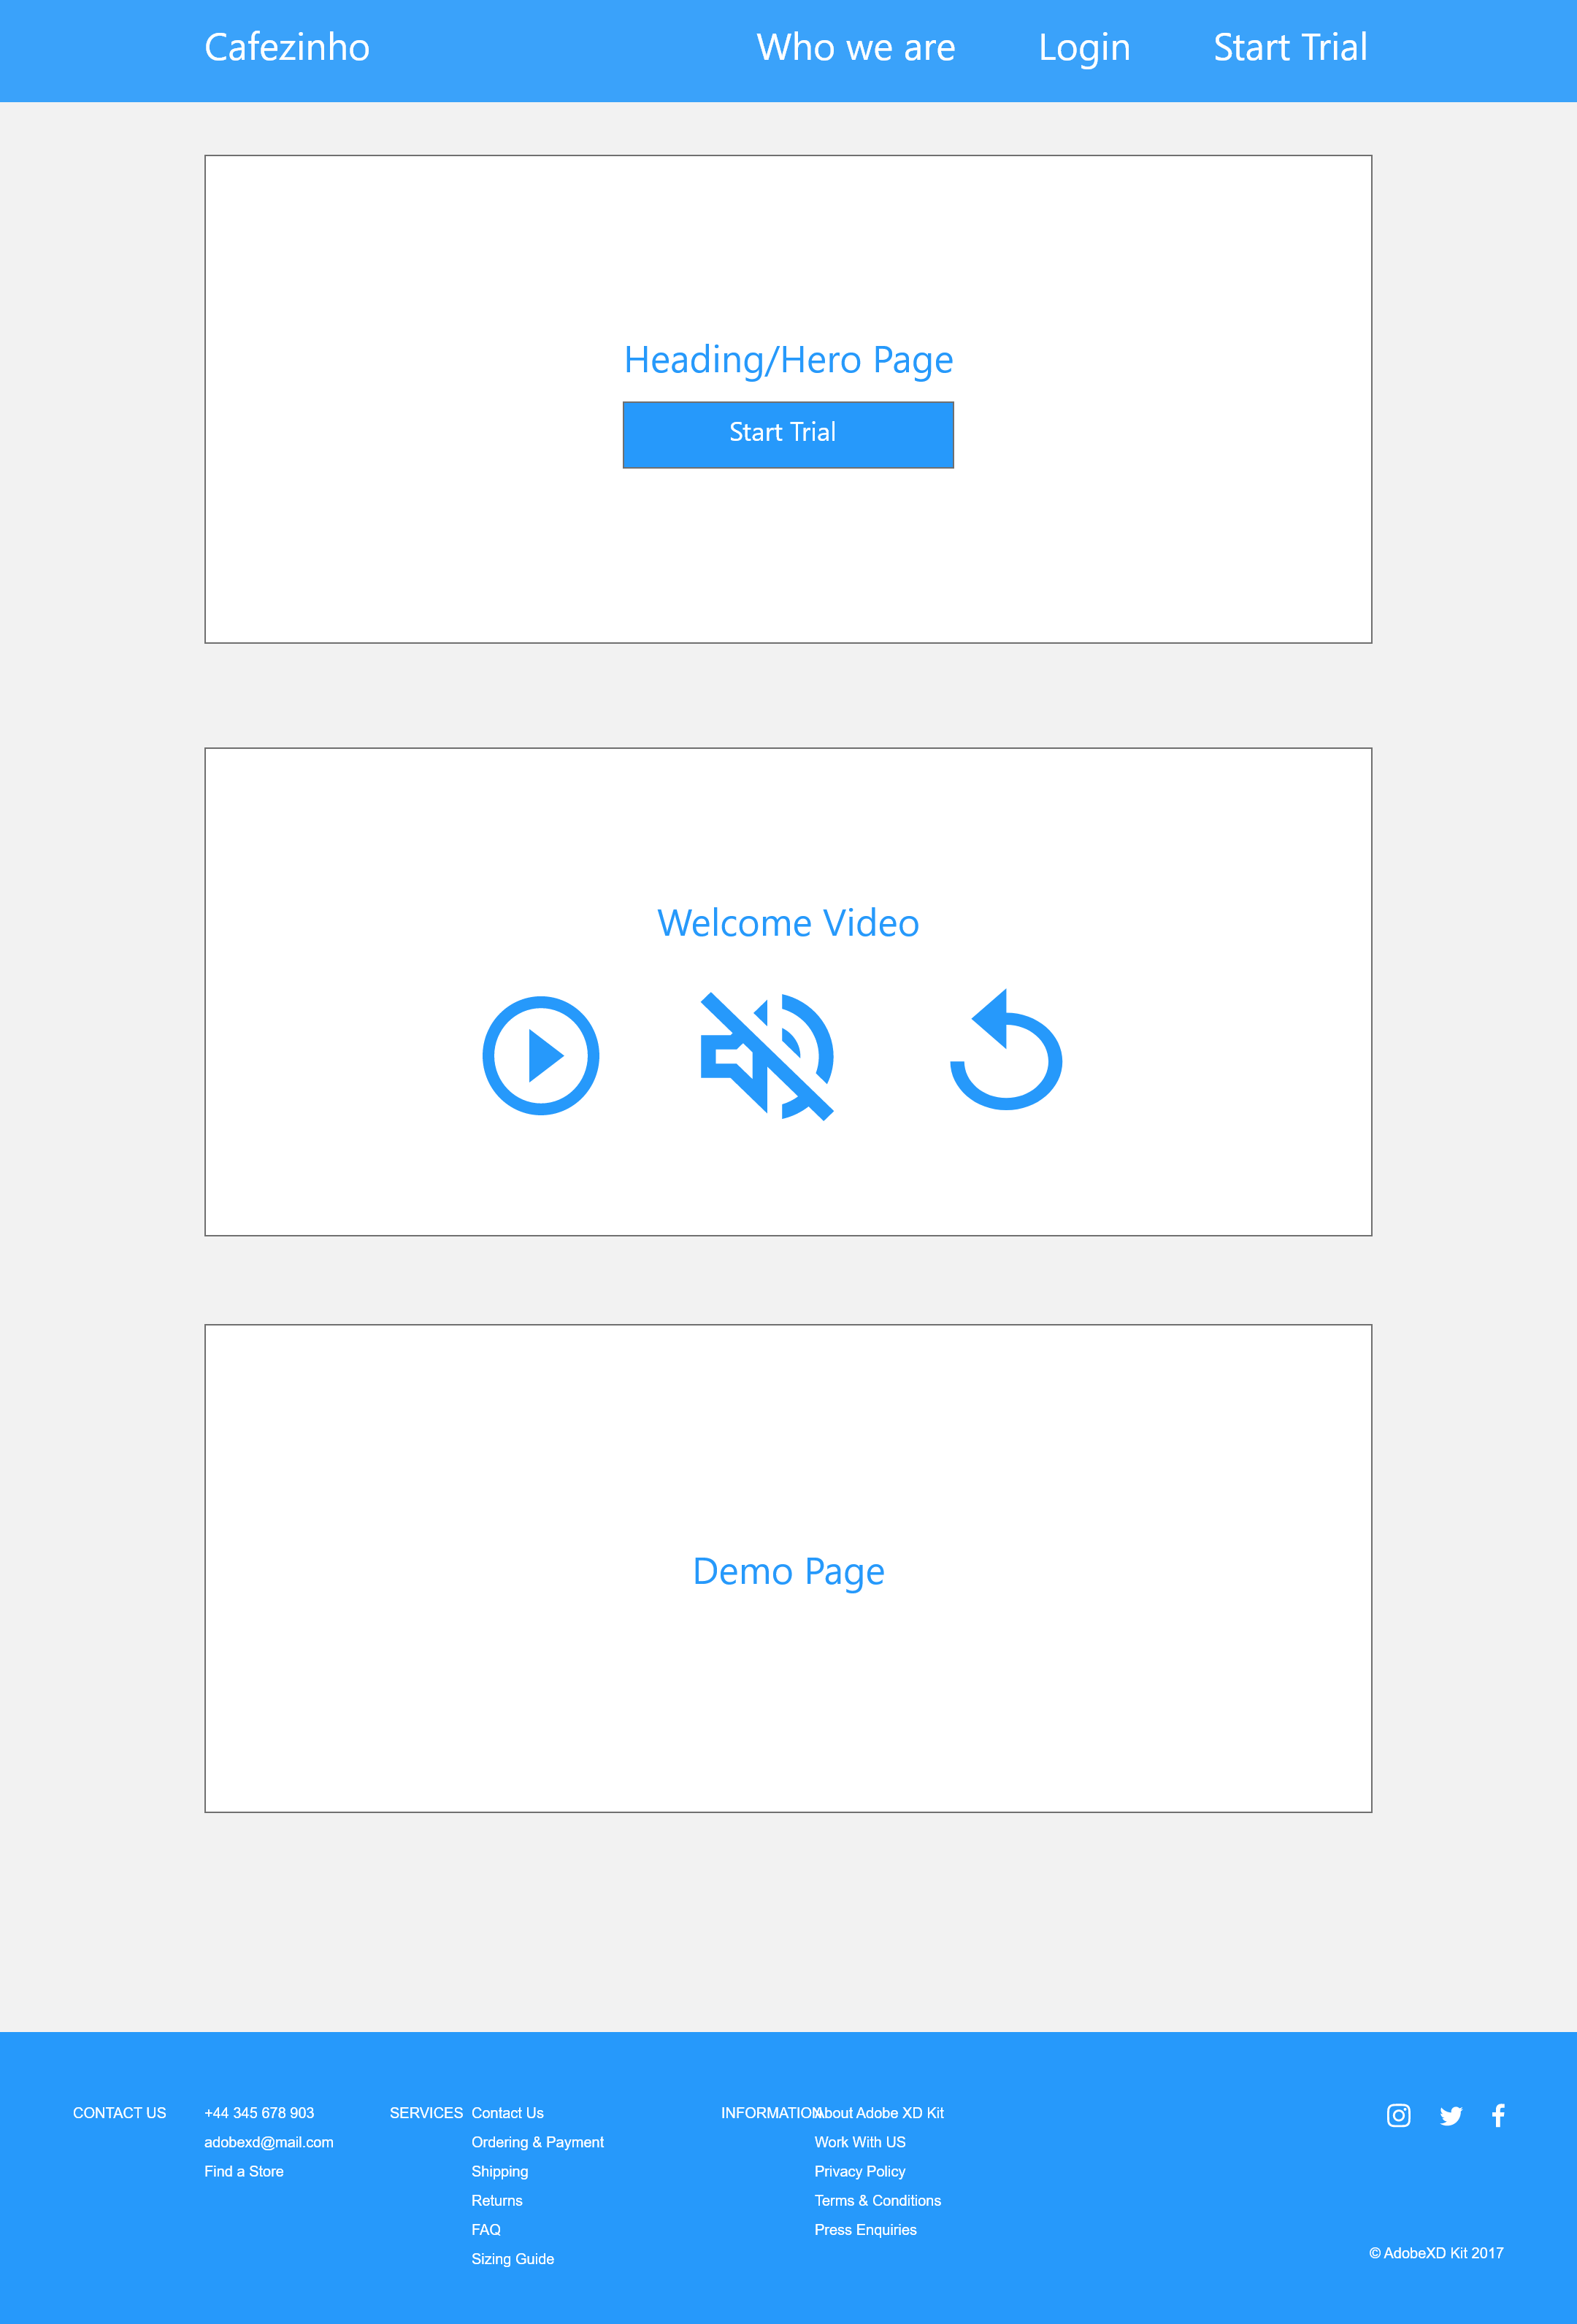 Cafezinho Who we are Login Start Trial
Heading/Hero Page
Start Trial
Welcome Video
Demo Page
CONTACT US
+44 345 678 903
adobexd@mail.com
Find a Store
SERVICES
Contact Us
Ordering & Payment
Shipping
Returns
FAQ
Sizing Guide
INFORMATION
About Adobe XD Kit
Work With US
Privacy Policy
Terms & Conditions
Press Enquiries
© AdobeXD Kit 2017